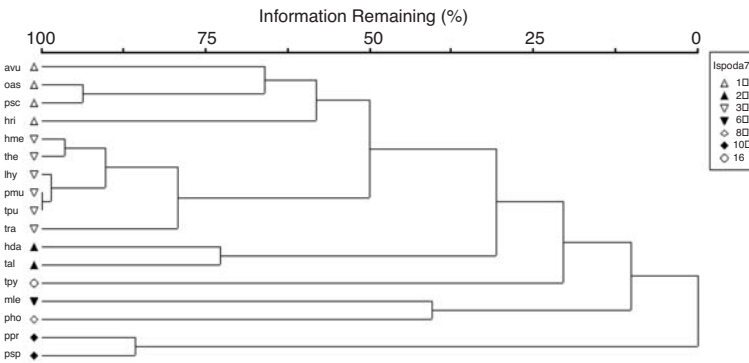 Information Remaining (%)
100 75 50 25 0
avu
oas
psc
hri
hme
the
lhy
pmu
tpu
tra
hda
tal
tpy
mle
pho
ppr
psp
Ispoda7
1
2
3
6
8
10
16